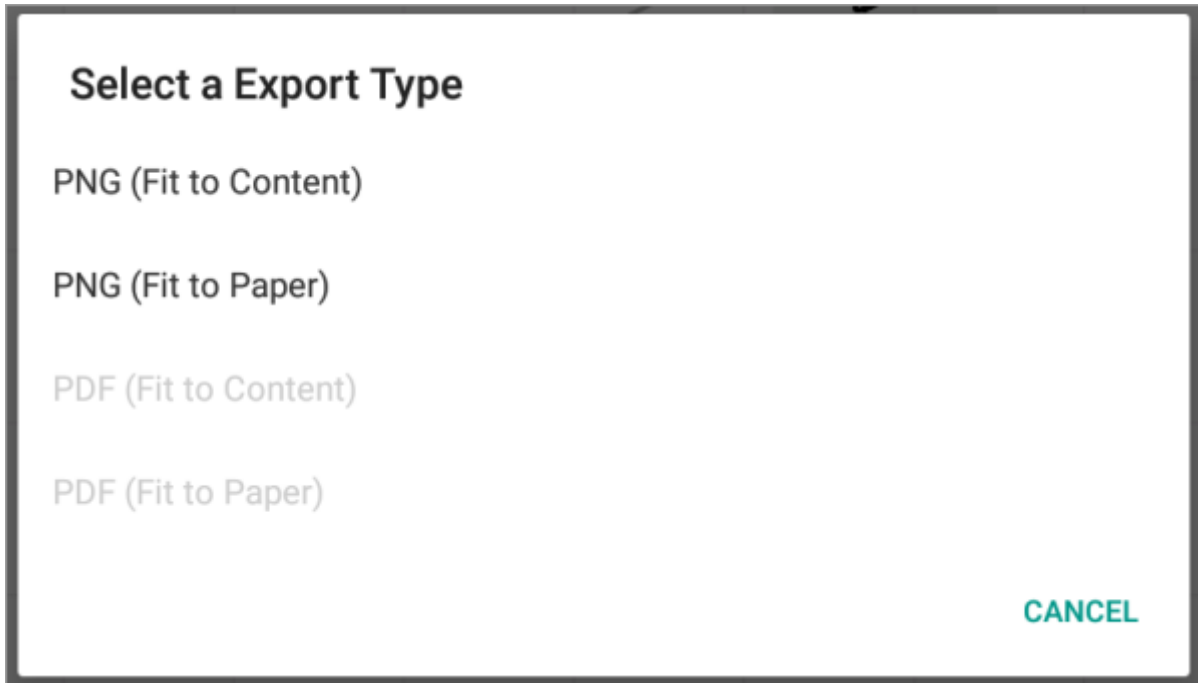 Select a Export Type
PNG (Fit to Content)
PNG (Fit to Paper)
PDF (Fit to Content)
PDF (Fit to Paper)
CANCEL